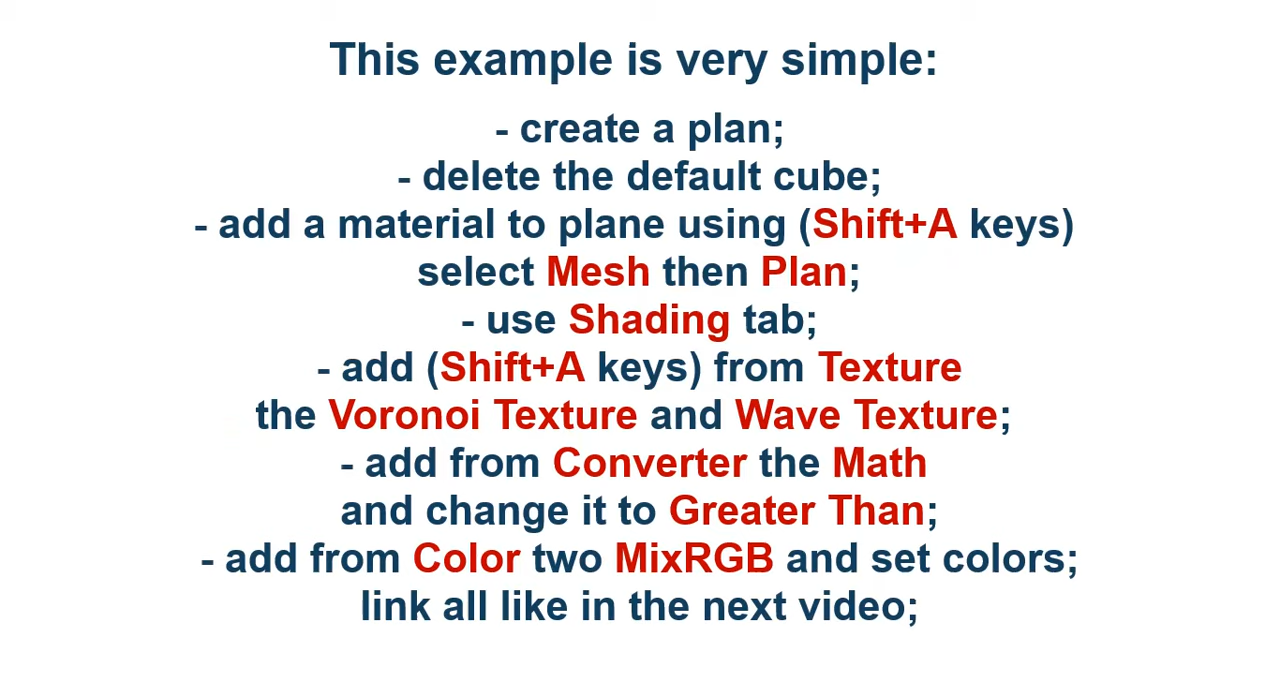 This example is very simple:
- create a plan;
- delete the default cube;
- add a material to plane using (Shift+A keys)
select Mesh then Plan;
- use Shading tab;
- add (Shift+A keys) from Texture
the Voronoi Texture and Wave Texture;
- add from Converter the Math
and change it to Greater Than;
- add from Color two MixRGB and set colors;
link all like in the next video;